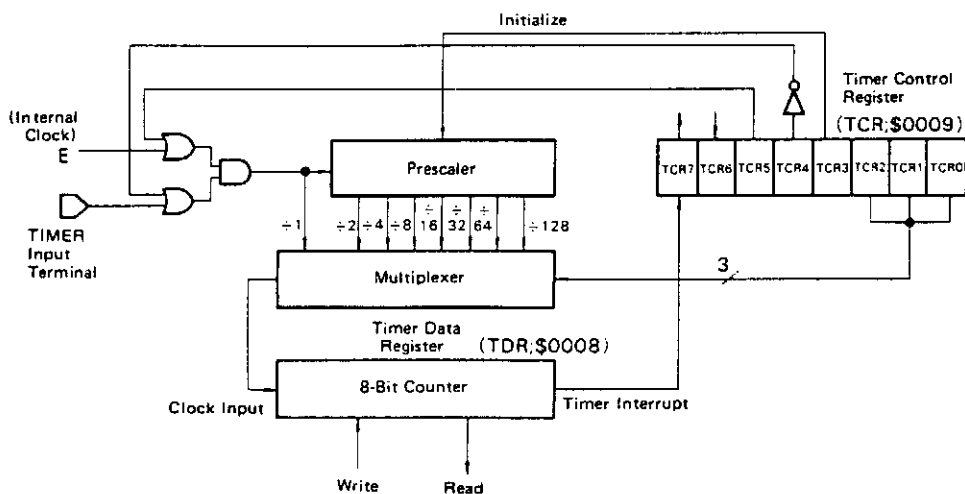 Initialize
Timer Control
Register
(TCR;$0009)
(Internal
Clock)
E
TCR7 TCR6 TCR5 TCR4 TCR3 TCR2 TCR1 TCR0
Prescaler
TIMER
Input
Terminal
÷1 ÷2 ÷4 ÷8 ÷16 ÷32 ÷64 ÷128
3
Multiplexer
Timer Data
Register (TDR;$0008)
8-Bit Counter
Clock Input
Timer Interrupt
Write
Read